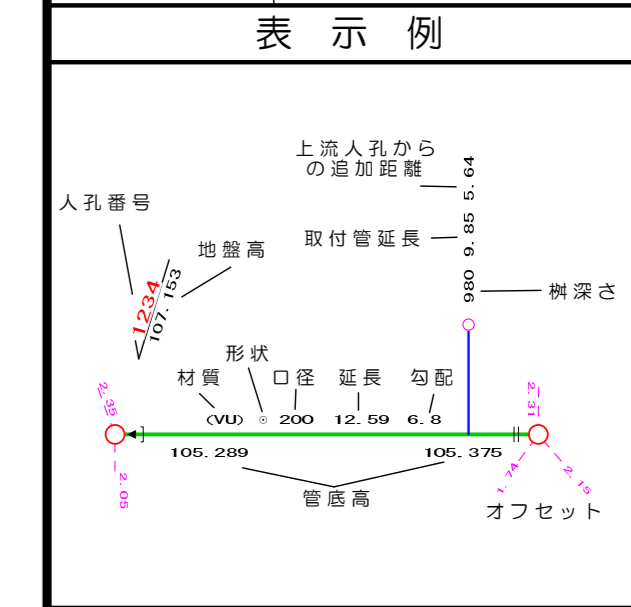 表示例
上流人孔から
の追加距離
5.64
人孔番号
取付管延長
9.85
地盤高
1234
107.153
980
桝深さ
形状
材質
口径
延長
勾配
2.35
(VU)
200
12.59
6.8
2.31
105.289
105.375
2.05
管底高
1.74
2.15
オフセット